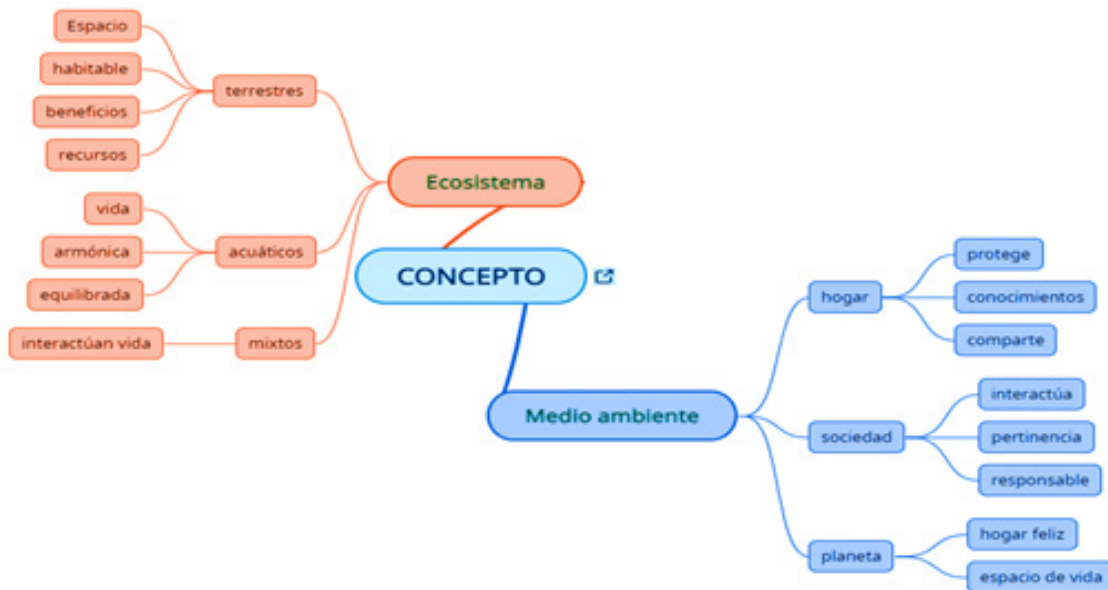 Espacio
habitable
beneficios
recursos
terrestres
vida
armónica
equilibrada
acuáticos
interactúan vida
mixtos
Ecosistema
CONCEPTO
Medio ambiente
hogar
protege
conocimientos
comparte
sociedad
interactúa
pertinencia
responsable
planeta
hogar feliz
espacio de vida